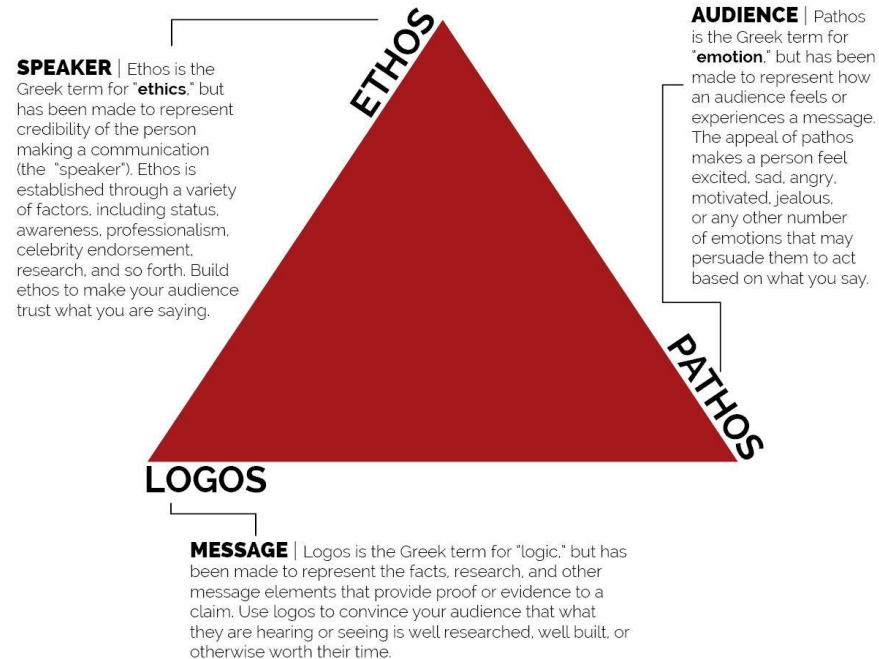 ETHOS
SPEAKER | Ethos is the
Greek term for "ethics," but
has been made to represent
credibility of the person
making a communication
(the "speaker"). Ethos is
established through a variety
of factors, including status,
awareness, professionalism,
celebrity endorsement,
research, and so forth. Build
ethos to make your audience
trust what you are saying.
AUDIENCE | Pathos
is the Greek term for
"emotion," but has been
made to represent how
an audience feels or
experiences a message.
The appeal of pathos
makes a person feel
excited, sad, angry,
motivated, jealous,
or any other number
of emotions that may
persuade them to act
based on what you say.
PATHOS
LOGOS
MESSAGE | Logos is the Greek term for "logic," but has
been made to represent the facts, research, and other
message elements that provide proof or evidence to a
claim. Use logos to convince your audience that what
they are hearing or seeing is well researched, well built, or
otherwise worth their time.